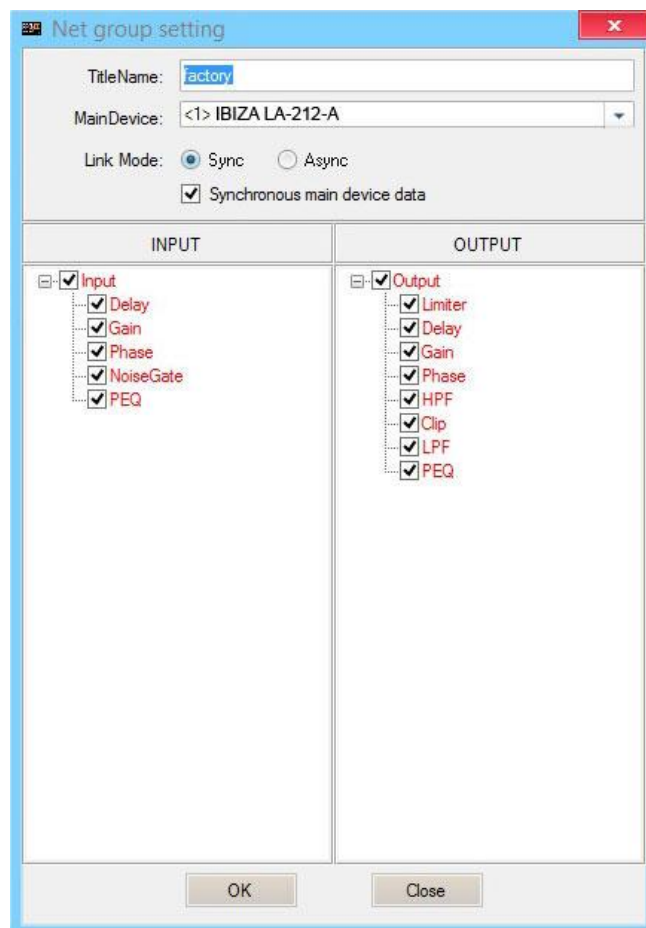 Net group setting
TitleName: factory
MainDevice: <1> IBIZA LA-212-A
Link Mode: Sync Async
Synchronous main device data
INPUT OUTPUT
Input
Delay
Gain
Phase
NoiseGate
PEQ
Output
Limiter
Delay
Gain
Phase
HPF
Clip
LPF
PEQ
OK Close